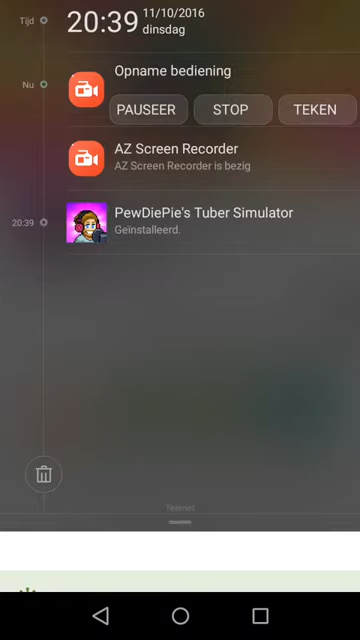 Tijd
20:39 11/10/2016
dinsdag
Nu
Opname bediening
PAUSEER STOP TEKEN
AZ Screen Recorder
AZ Screen Recorder is bezig
20:39
PewDiePie's Tuber Simulator
Geïnstalleerd.
Telenet